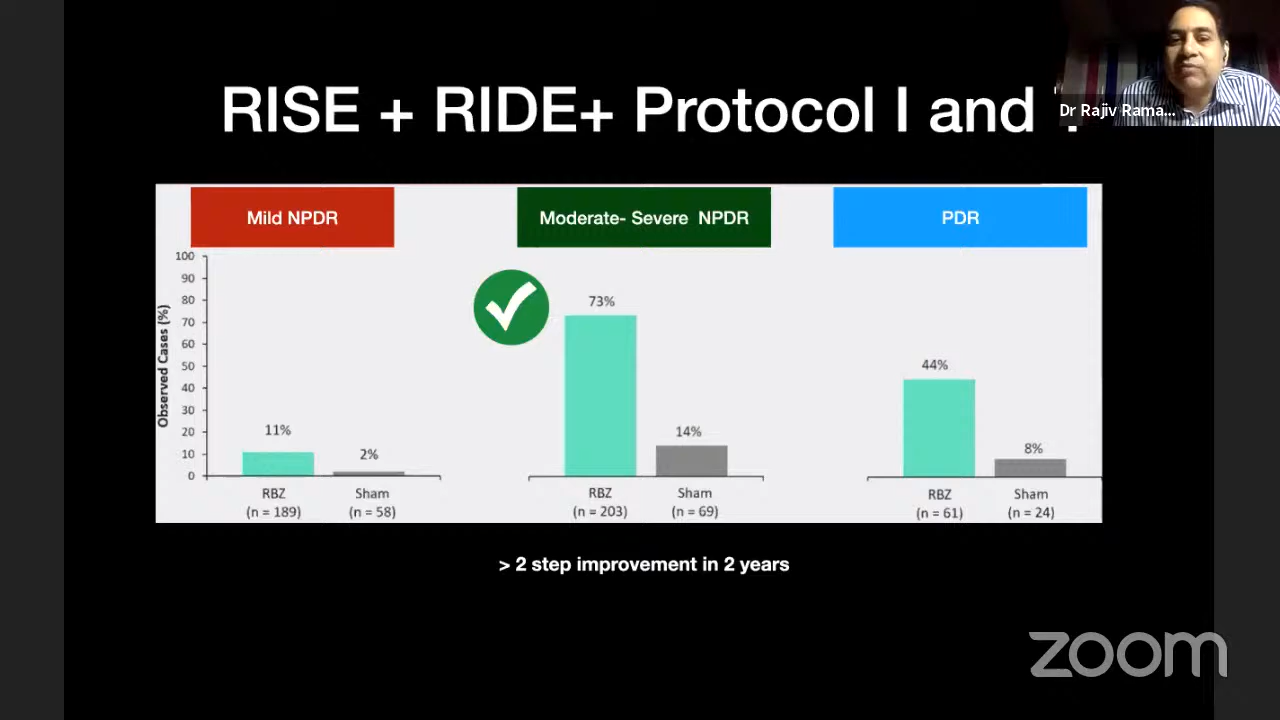 RISE + RIDE+ Protocol I and
Dr Rajiv Rama...
Mild NPDR
Moderate- Severe NPDR
PDR
Observed Cases (%)
100
90
80
70
60
50
40
30
20
10
0
11%
2%
73%
14%
44%
8%
RBZ
(n = 189)
Sham
(n = 58)
RBZ
(n = 203)
Sham
(n = 69)
RBZ
(n = 61)
Sham
(n = 24)
> 2 step improvement in 2 years
zoom